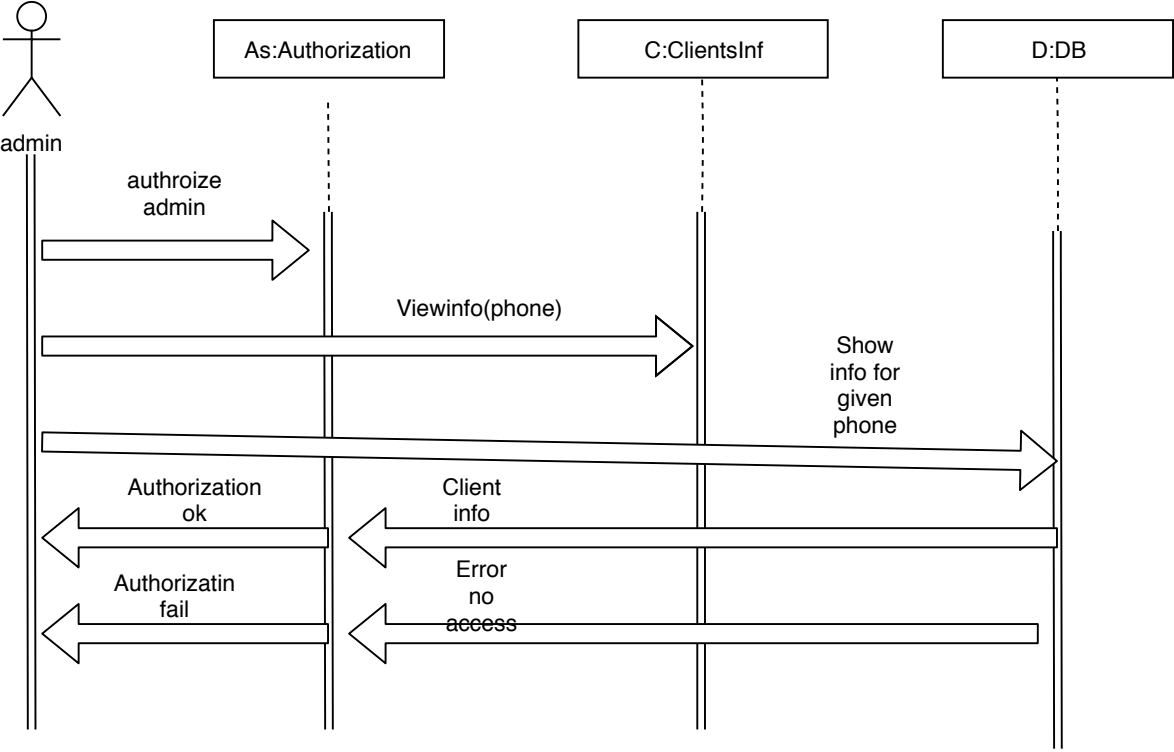 As:Authorization
C:ClientsInf
D:DB
admin
authroize
admin
Viewinfo(phone)
Show
info for
given
phone
Authorization
ok
Client
info
Authorizatin
fail
Error
no
access